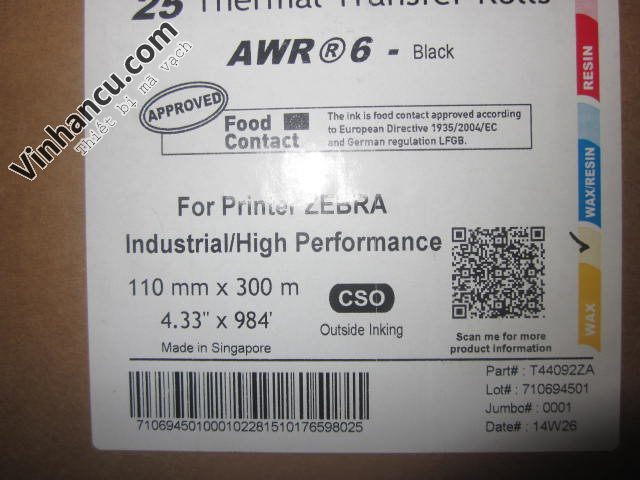 25 Thermal Transfer Rolls
AWR®6 - Black
Vinhancu.com
Thiết bị mã vạch
APPROVED
Food
Contact
The ink is food contact approved according
to European Directive 1935/2004/EC
and German regulation LFGB.
For Printer ZEBRA
Industrial/High Performance
110 mm x 300 m
4.33" x 984'
Made in Singapore
CSO
Outside Inking
RESIN
WAX/RESIN
WAX
Scan me for more
product information
Part# : T44092ZA
Lot# : 710694501
Jumbo# : 0001
Date# : 14W26
710694501000102281510176598025